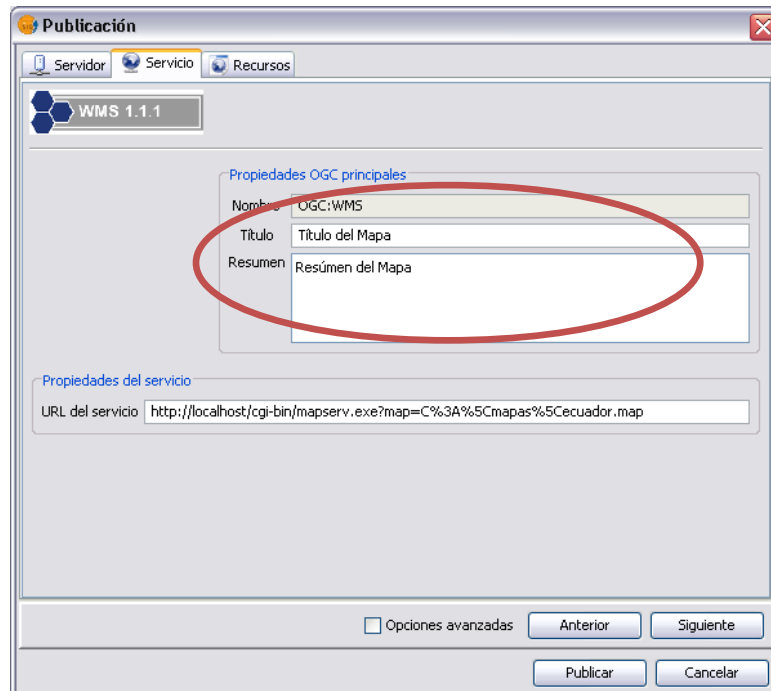 Publicación
Servidor Servicio Recursos
WMS 1.1.1
Propiedades OGC principales
Nombre OGC:WMS
Título Título del Mapa
Resumen Resúmen del Mapa
Propiedades del servicio
URL del servicio http://localhost/cgi-bin/mapserv.exe?map=C%3A%5Cmapas%5Cecuador.map
Opciones avanzadas Anterior Siguiente
Publicar Cancelar